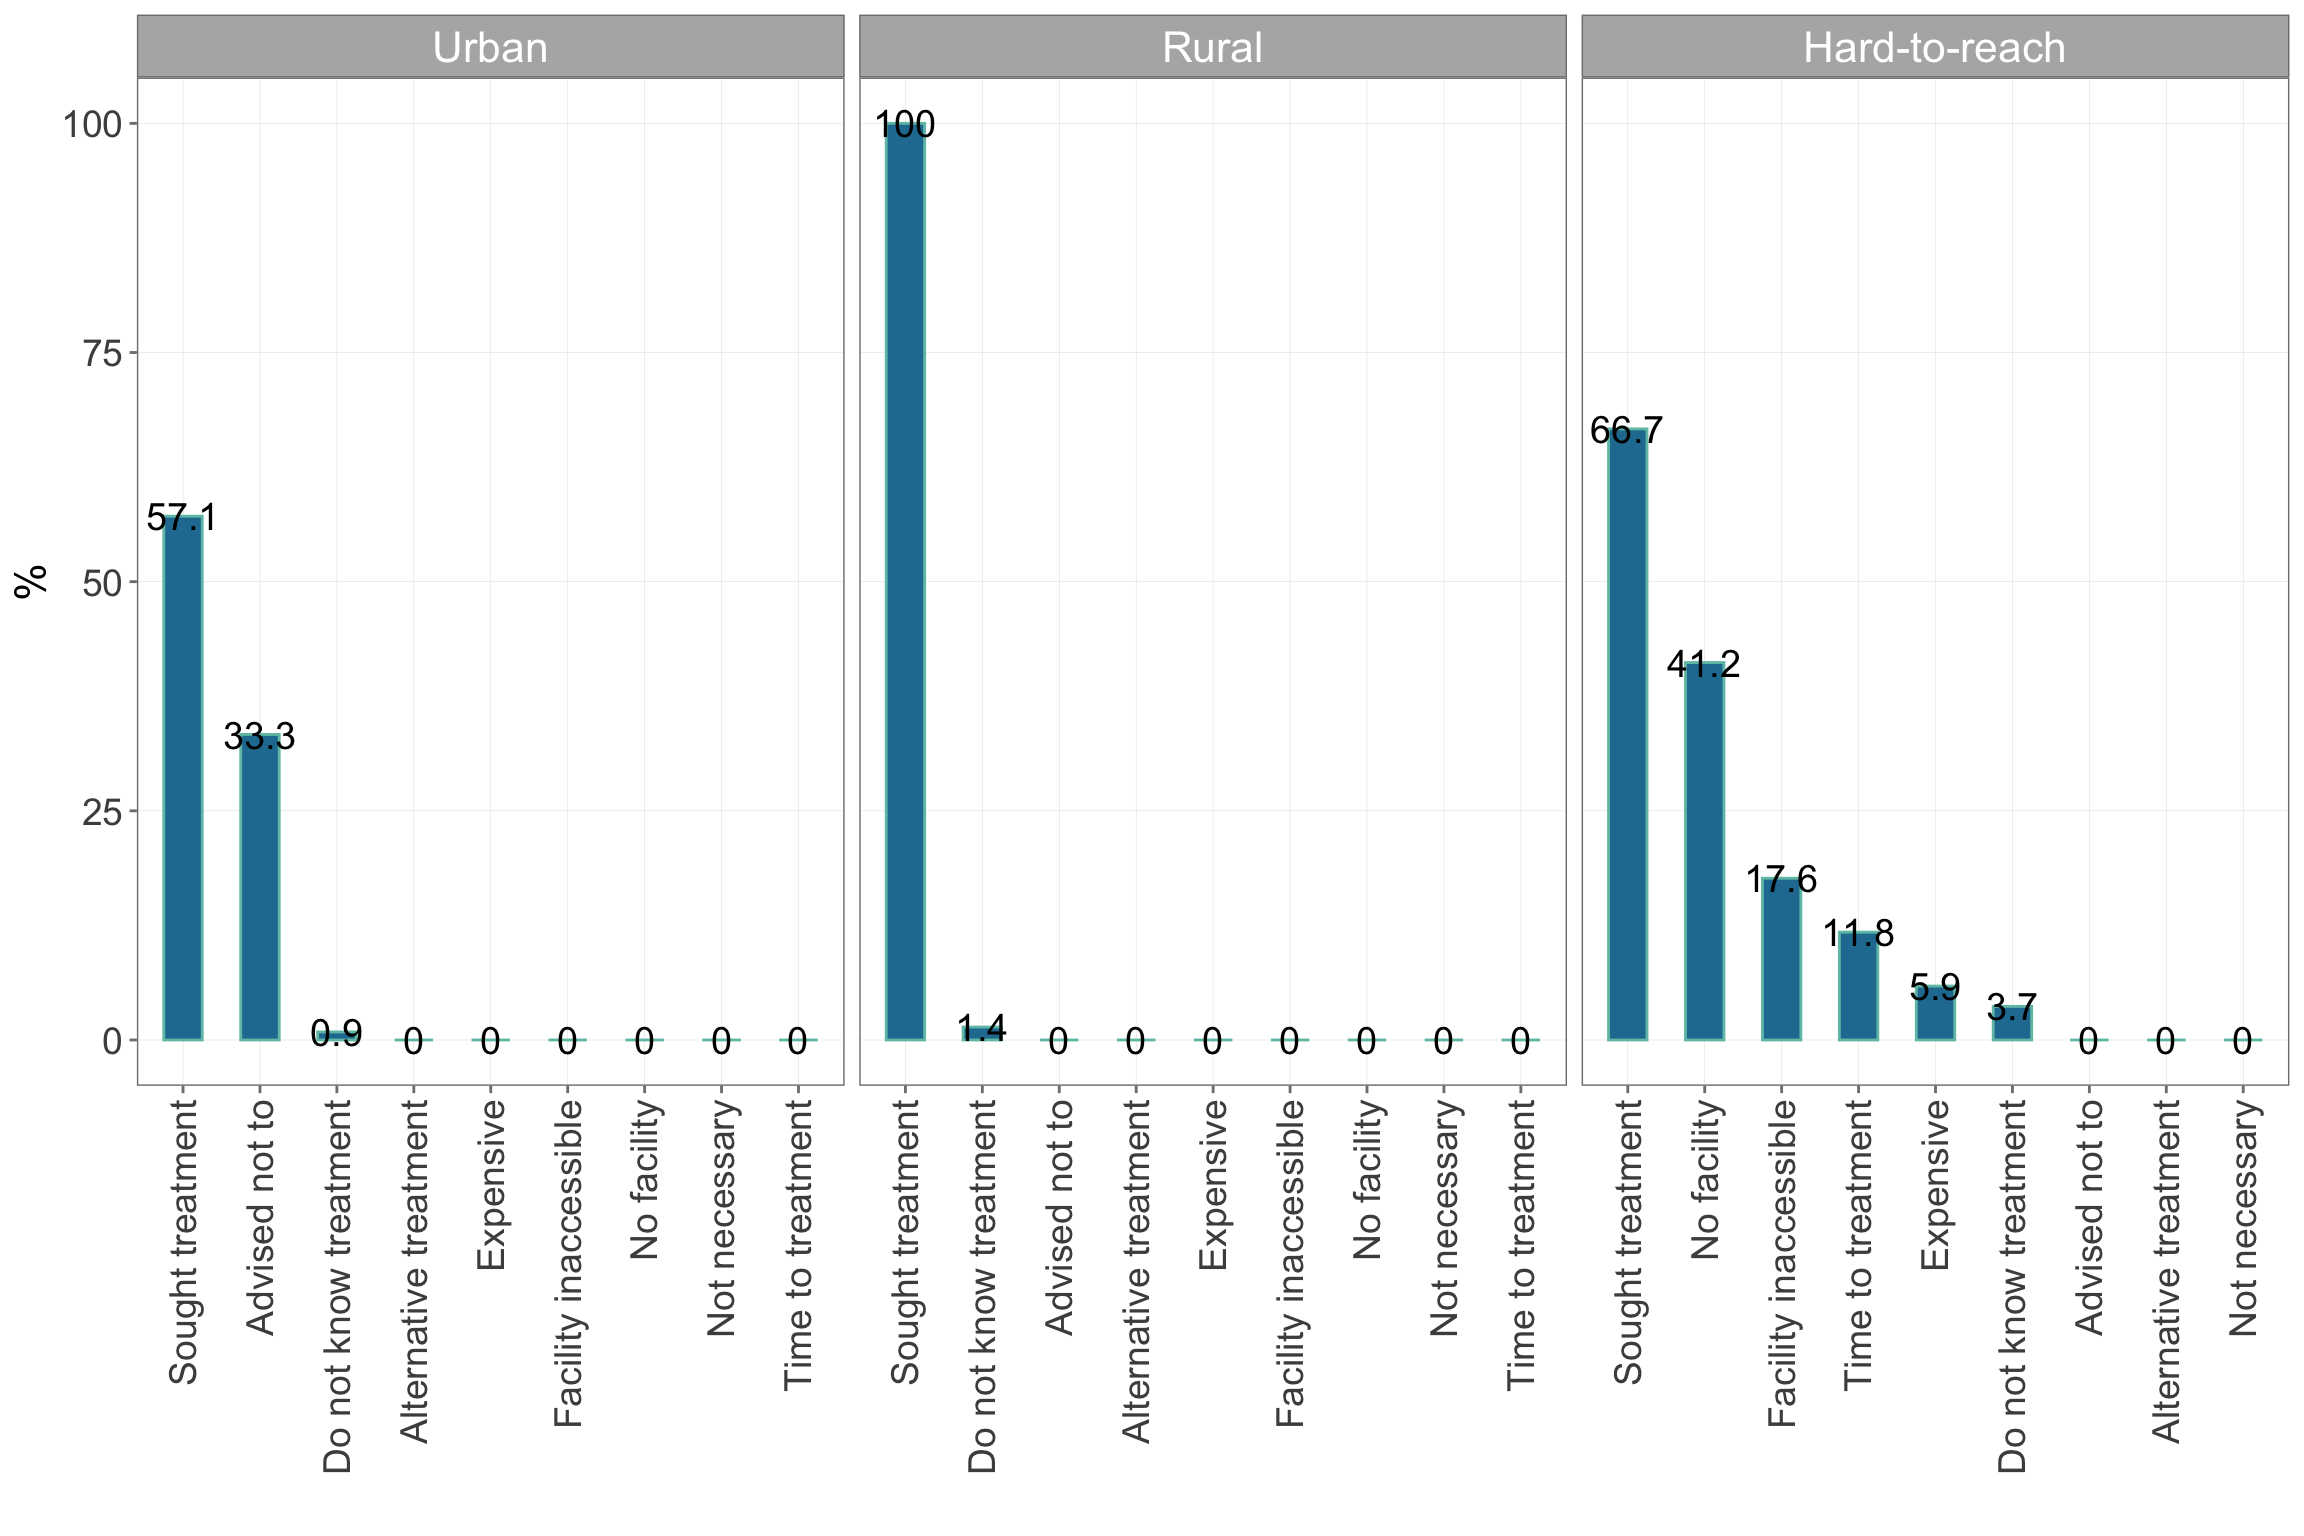 Urban
Rural
Hard-to-reach
%
100
75
50
25
0
57.1
33.3
0.9
0
0
0
0
0
0
100
1.4
0
0
0
0
0
0
0
66.7
41.2
17.6
11.8
5.9
3.7
0
0
0
Sought treatment
Advised not to
Do not know treatment
Alternative treatment
Expensive
Facility inaccessible
No facility
Not necessary
Time to treatment
Sought treatment
Do not know treatment
Advised not to
Alternative treatment
Expensive
Facility inaccessible
No facility
Not necessary
Time to treatment
Sought treatment
No facility
Facility inaccessible
Time to treatment
Expensive
Do not know treatment
Advised not to
Alternative treatment
Not necessary